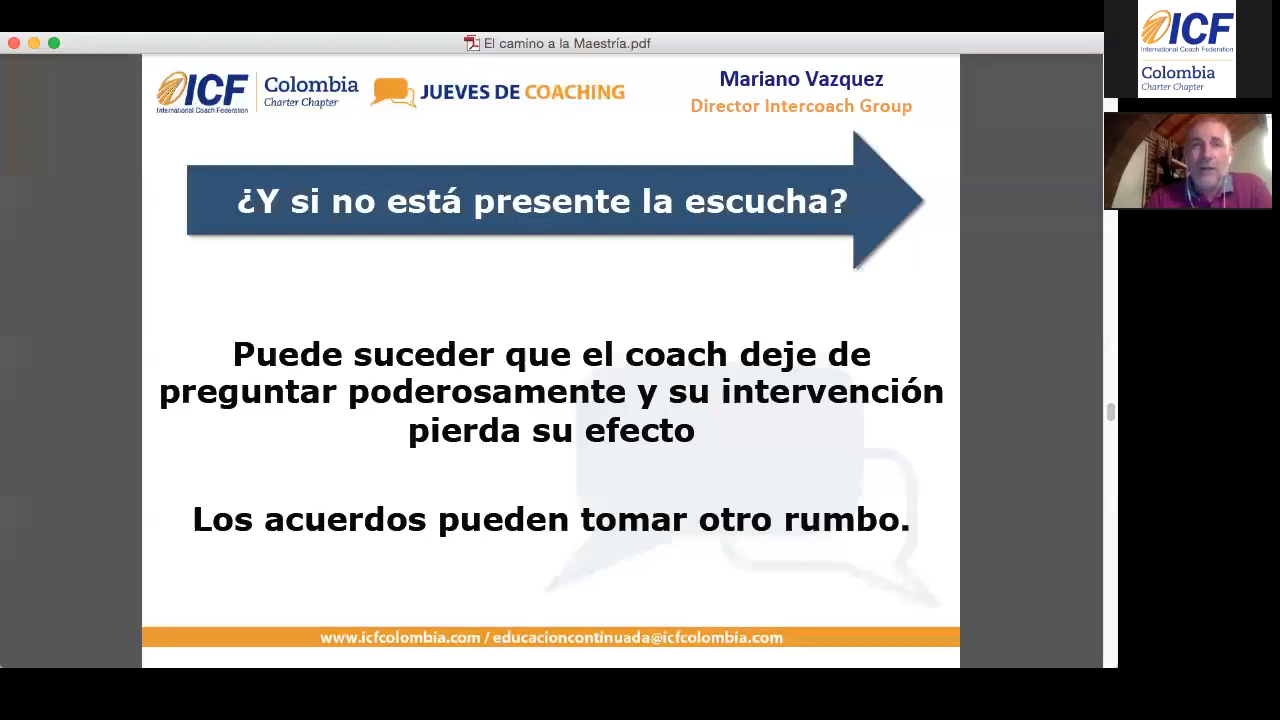 El camino a la Maestría.pdf
ICF
International Coach Federation
Colombia
Charter Chapter
JUEVES DE COACHING
Mariano Vazquez
Director Intercoach Group
¿Y si no está presente la escucha?
Puede suceder que el coach deje de
preguntar poderosamente y su intervención
pierda su efecto
Los acuerdos pueden tomar otro rumbo.
www.icfcolombia.com / educacioncontinuada@icfcolombia.com
ICF
International Coach Federation
Colombia
Charter Chapter